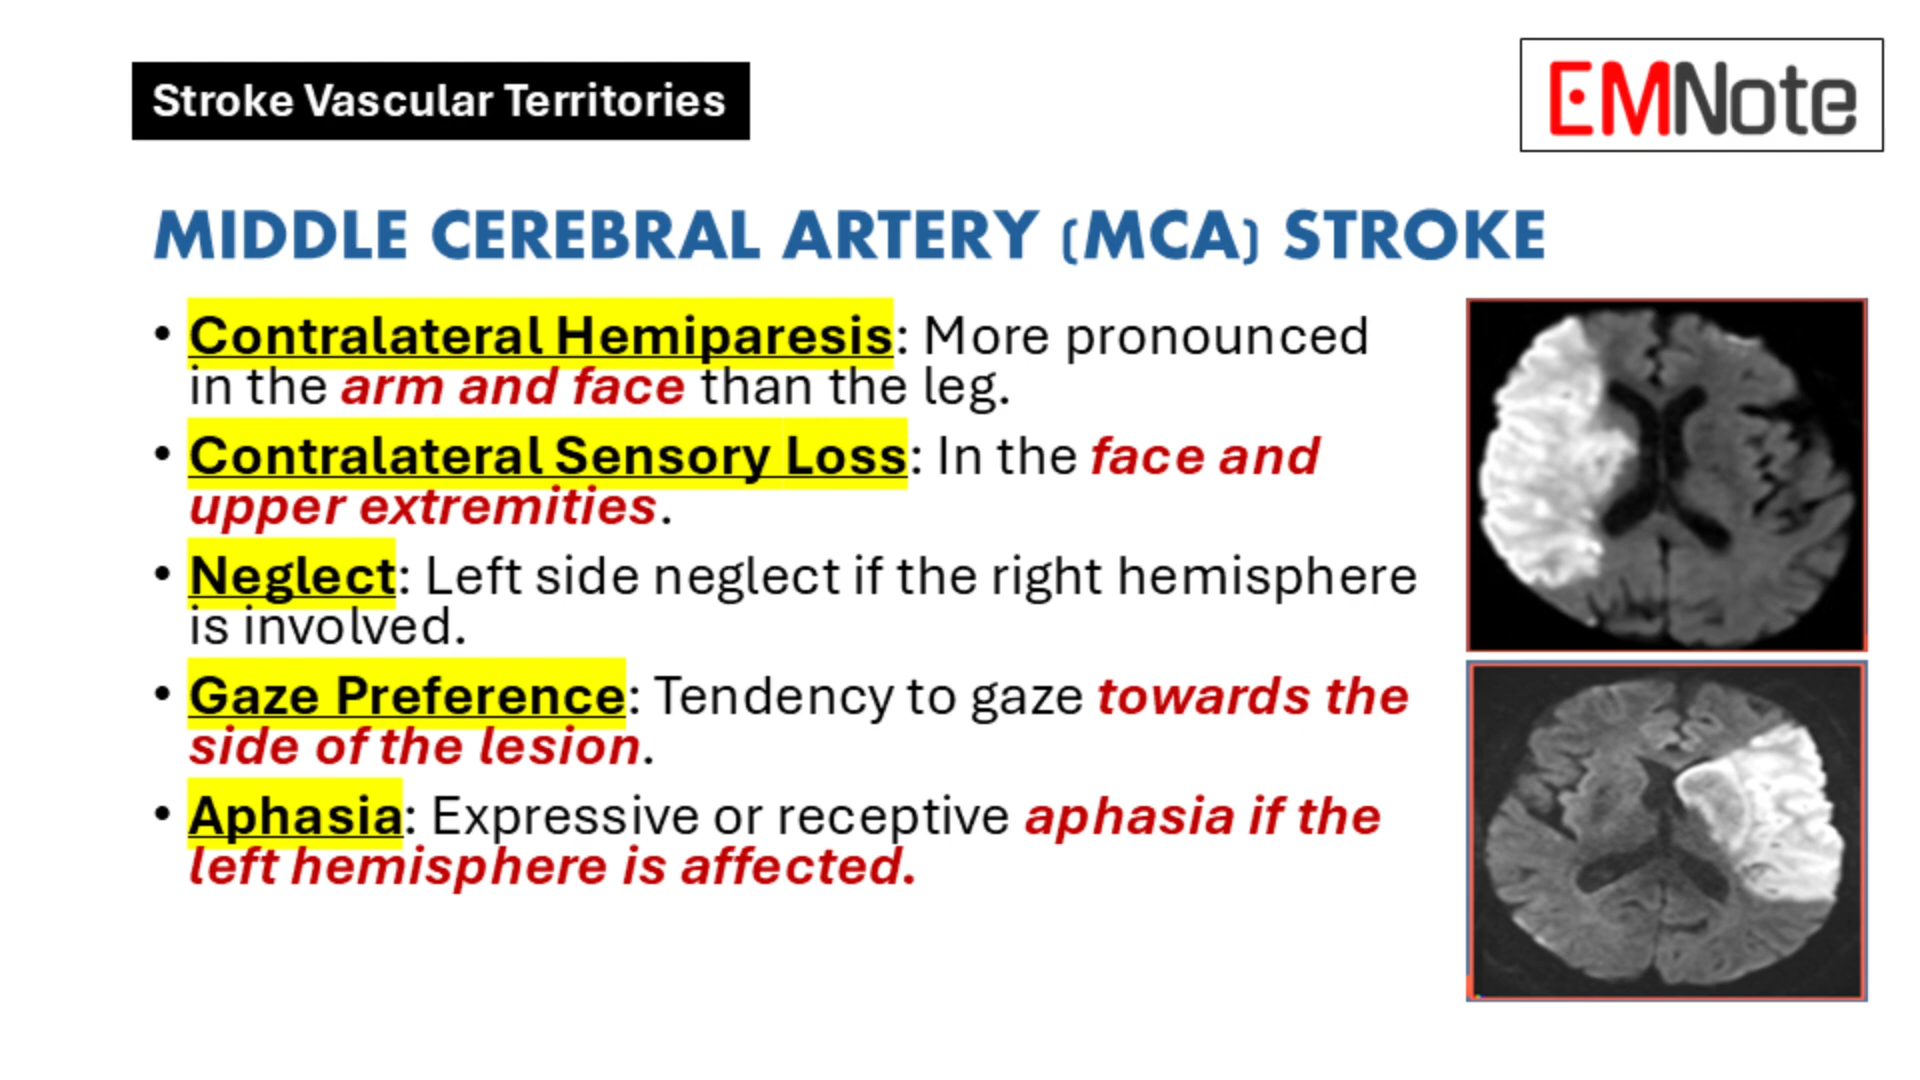 Stroke Vascular Territories
EMNote
MIDDLE CEREBRAL ARTERY (MCA) STROKE
• Contralateral Hemiparesis: More pronounced
in the arm and face than the leg.
• Contralateral Sensory Loss: In the face and
upper extremities.
• Neglect: Left side neglect if the right hemisphere
is involved.
• Gaze Preference: Tendency to gaze towards the
side of the lesion.
• Aphasia: Expressive or receptive aphasia if the
left hemisphere is affected.